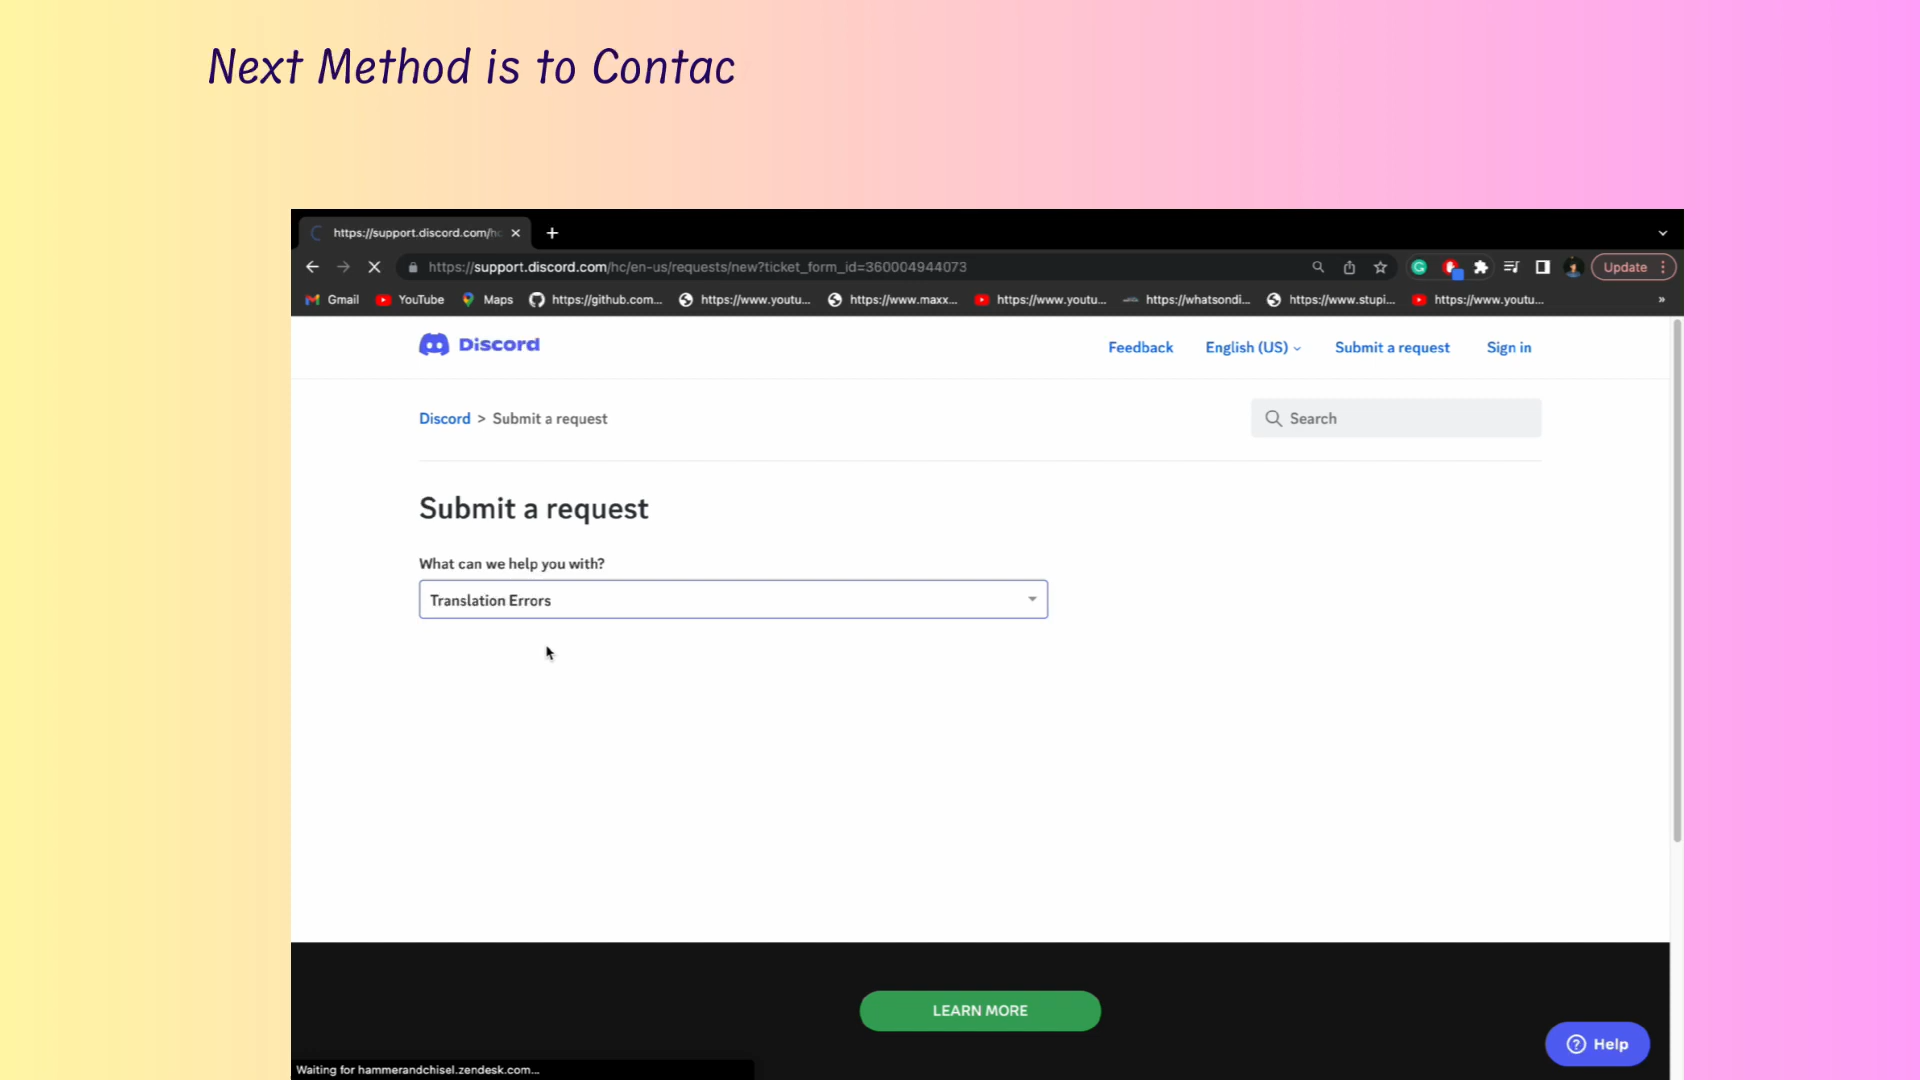 Next Method is to Contac
https://support.discord.com/hc
https://support.discord.com/hc/en-us/requests/new?ticket_form_id=360004944073
Update
Gmail
YouTube
Maps
https://github.com...
https://www.youtu...
https://www.maxx...
https://www.youtu...
https://whatsondi...
https://www.stupi...
https://www.youtu...
»
Discord
Feedback
English (US)
Submit a request
Sign in
Discord > Submit a request
Search
Submit a request
What can we help you with?
Translation Errors
LEARN MORE
? Help
Waiting for hammerandchisel.zendesk.com...